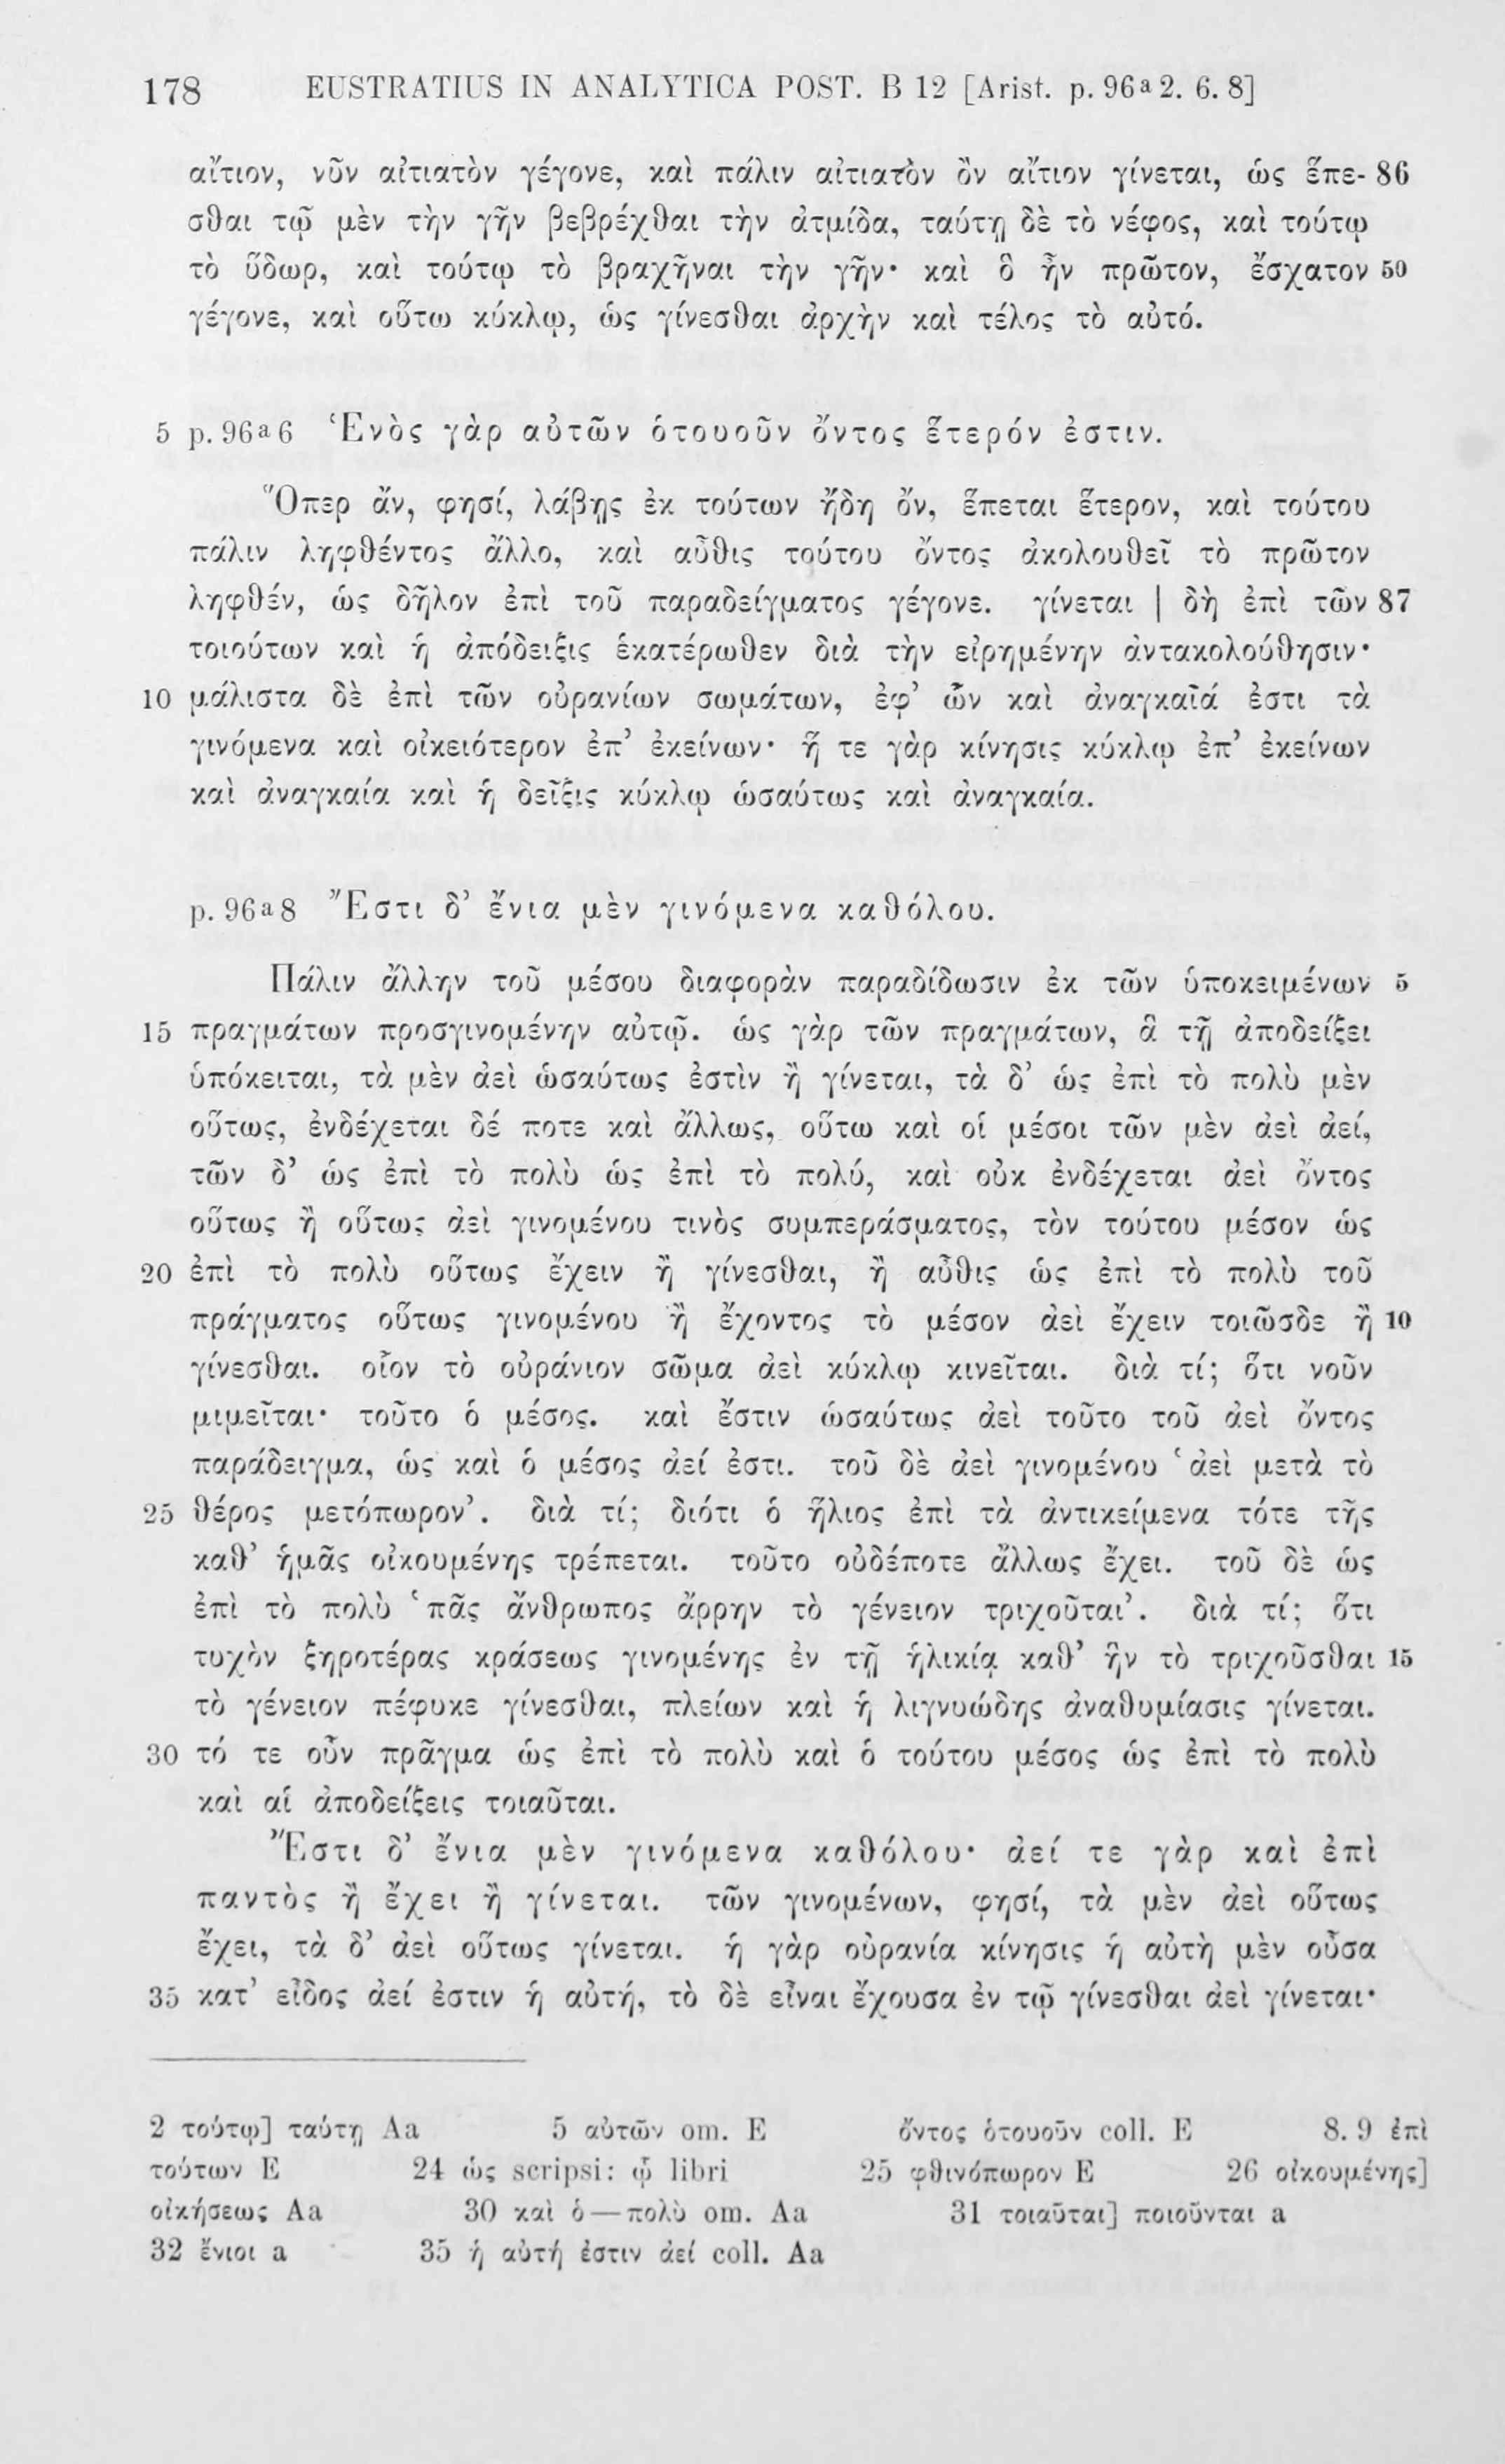 178 EUSTRATIUS IN ANALYTICA POST. B 12 [Arist. p. 96a 2. 6. 8]
αἴτιον, νῦν αἰτιατὸν γέγονε, καὶ πάλιν αἰτιατὸν ὂν αἴτιον γίνεται, ὡς ἕπε- 86
σθαι τῷ μὲν τὴν γῆν βεβρέχθαι τὴν ἀτμίδα, ταύτῃ δὲ τὸ νέφος, καὶ τούτῳ
τὸ ὕδωρ, καὶ τούτῳ τὸ βραχῆναι τὴν γῆν· καὶ ὃ ἦν πρῶτον, ἔσχατον 50
γέγονε, καὶ οὕτω κύκλῳ, ὡς γίνεσθαι ἀρχὴν καὶ τέλος τὸ αὐτό.
5 p. 96a 6 Ἑνὸς γὰρ αὐτῶν ὁτουοῦν ὄντος ἕτερόν ἐστιν.
Ὅπερ ἄν, φησί, λάβῃς ἐκ τούτων ἤδη ὄν, ἕπεται ἕτερον, καὶ τούτου
πάλιν ληφθέντος ἄλλο, καὶ αὖθις τούτου ὄντος ἀκολουθεῖ τὸ πρῶτον
ληφθέν, ὡς δῆλον ἐπὶ τοῦ παραδείγματος γέγονε. γίνεται | δὴ ἐπὶ τῶν 87
τοιούτων καὶ ἡ ἀπόδειξις ἑκατέρωθεν διὰ τὴν εἰρημένην ἀντακολούθησιν·
10 μάλιστα δὲ ἐπὶ τῶν οὐρανίων σωμάτων, ἐφ’ ὧν καὶ ἀναγκαῖά ἐστι τὰ
γινόμενα καὶ οἰκειότερον ἐπ’ ἐκείνων· ἥ τε γὰρ κίνησις κύκλῳ ἐπ’ ἐκείνων
καὶ ἀναγκαία καὶ ἡ δεῖξις κύκλῳ ὡσαύτως καὶ ἀναγκαία.
p. 96a 8 Ἔστι δ’ ἔνια μὲν γινόμενα καθόλου.
Πάλιν ἄλλην τοῦ μέσου διαφορὰν παραδίδωσιν ἐκ τῶν ὑποκειμένων 5
15 πραγμάτων προσγινομένην αὐτῷ. ὡς γὰρ τῶν πραγμάτων, ἃ τῇ ἀποδείξει
ὑπόκειται, τὰ μὲν ἀεὶ ὡσαύτως ἐστὶν ἢ γίνεται, τὰ δ’ ὡς ἐπὶ τὸ πολὺ μὲν
οὕτως, ἐνδέχεται δέ ποτε καὶ ἄλλως, οὕτω καὶ οἱ μέσοι τῶν μὲν ἀεὶ ἀεί,
τῶν δ’ ὡς ἐπὶ τὸ πολὺ ὡς ἐπὶ τὸ πολύ, καὶ οὐκ ἐνδέχεται ἀεὶ ὄντος
οὕτως ἢ οὕτως ἀεὶ γινομένου τινὸς συμπεράσματος, τὸν τούτου μέσον ὡς
20 ἐπὶ τὸ πολὺ οὕτως ἔχειν ἢ γίνεσθαι, ἢ αὖθις ὡς ἐπὶ τὸ πολὺ τοῦ
πράγματος οὕτως γινομένου ἢ ἔχοντος τὸ μέσον ἀεὶ ἔχειν τοιῶσδε ἢ 10
γίνεσθαι. οἷον τὸ οὐράνιον σῶμα ἀεὶ κύκλῳ κινεῖται. διὰ τί; ὅτι νοῦν
μιμεῖται· τοῦτο ὁ μέσος. καὶ ἔστιν ὡσαύτως ἀεὶ τοῦτο τοῦ ἀεὶ ὄντος
παράδειγμα, ὡς καὶ ὁ μέσος ἀεί ἐστι. τοῦ δὲ ἀεὶ γινομένου ‘ἀεὶ μετὰ τὸ
25 θέρος μετόπωρον’. διὰ τί; διότι ὁ ἥλιος ἐπὶ τὰ ἀντικείμενα τότε τῆς
καθ’ ἡμᾶς οἰκουμένης τρέπεται. τοῦτο οὐδέποτε ἄλλως ἔχει. τοῦ δὲ ὡς
ἐπὶ τὸ πολὺ ‘πᾶς ἄνθρωπος ἄρρην τὸ γένειον τριχοῦται’. διὰ τί; ὅτι
τυχὸν ξηροτέρας κράσεως γινομένης ἐν τῇ ἡλικίᾳ καθ’ ἣν τὸ τριχοῦσθαι 15
τὸ γένειον πέφυκε γίνεσθαι, πλείων καὶ ἡ λιγνυώδης ἀναθυμίασις γίνεται.
30 τό τε οὖν πρᾶγμα ὡς ἐπὶ τὸ πολὺ καὶ ὁ τούτου μέσος ὡς ἐπὶ τὸ πολὺ
καὶ αἱ ἀποδείξεις τοιαῦται.
Ἔστι δ’ ἔνια μὲν γινόμενα καθόλου· ἀεί τε γὰρ καὶ ἐπὶ
παντὸς ἢ ἔχει ἢ γίνεται. τῶν γινομένων, φησί, τὰ μὲν ἀεὶ οὕτως
ἔχει, τὰ δ’ ἀεὶ οὕτως γίνεται. ἡ γὰρ οὐρανία κίνησις ἡ αὐτὴ μὲν οὖσα
35 κατ’ εἶδος ἀεί ἐστιν ἡ αὐτή, τὸ δὲ εἶναι ἔχουσα ἐν τῷ γίνεσθαι ἀεὶ γίνεται·
2 τούτῳ] ταύτῃ Aa 5 αὐτῶν om. E ὄντος ὁτουοῦν coll. E 8. 9 ἐπὶ
τούτων E 24 ὡς scripsi: ᾧ libri 25 φθινόπωρον E 26 οἰκουμένης]
οἰκήσεως Aa 30 καὶ ὁ—πολὺ om. Aa 31 τοιαῦται] ποιοῦνται a
32 ἔνιοι a 35 ἡ αὐτή ἐστιν ἀεί coll. Aa